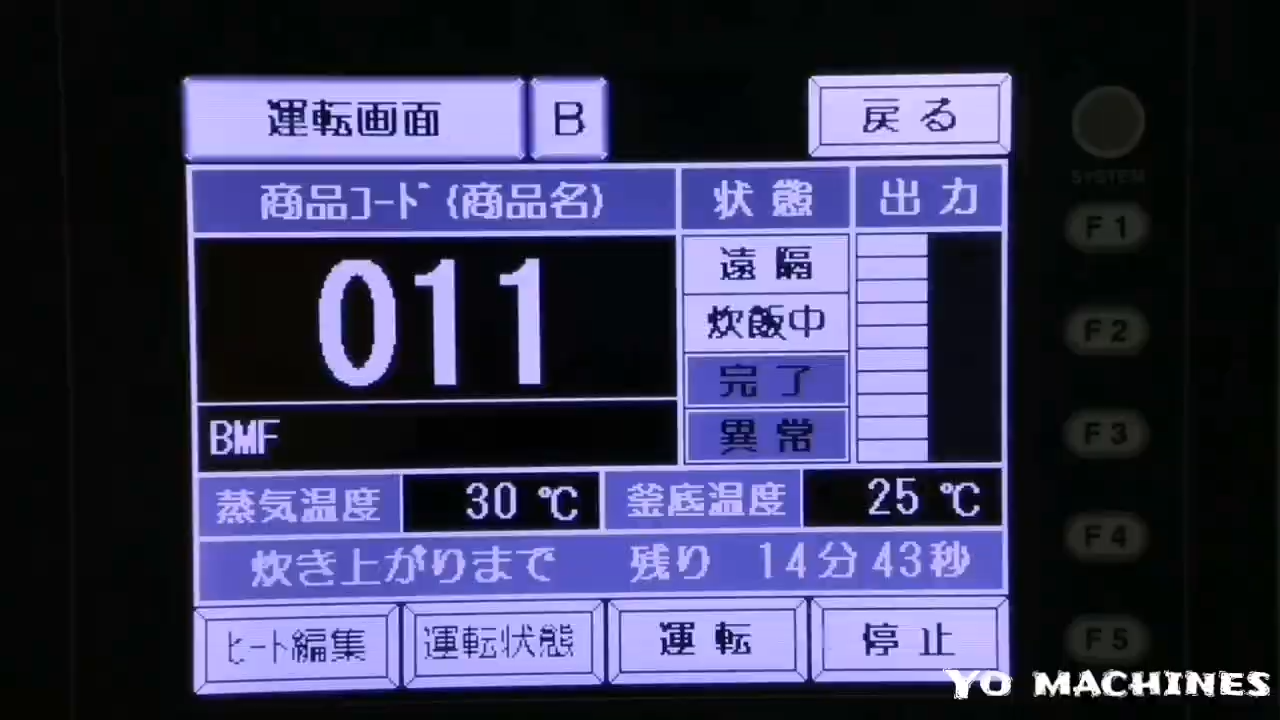 運転画面 B 戻る
商品コード(商品名) 状態 出力
011
遠隔
炊飯中
完了
異常
BMF
蒸気温度 30 ℃ 釜底温度 25 ℃
炊き上がりまで 残り 14分43秒
ヒート編集 運転状態 運転 停止
SYSTEM
F1
F2
F3
F4
F5
YO MACHINES